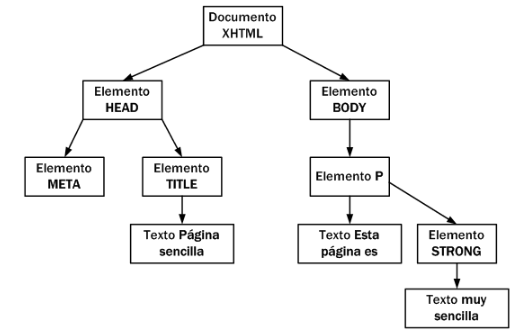 Documento
XHTML
Elemento
HEAD
Elemento
BODY
Elemento
META
Elemento
TITLE
Elemento P
Texto Página
sencilla
Texto Esta
página es
Elemento
STRONG
Texto muy
sencilla